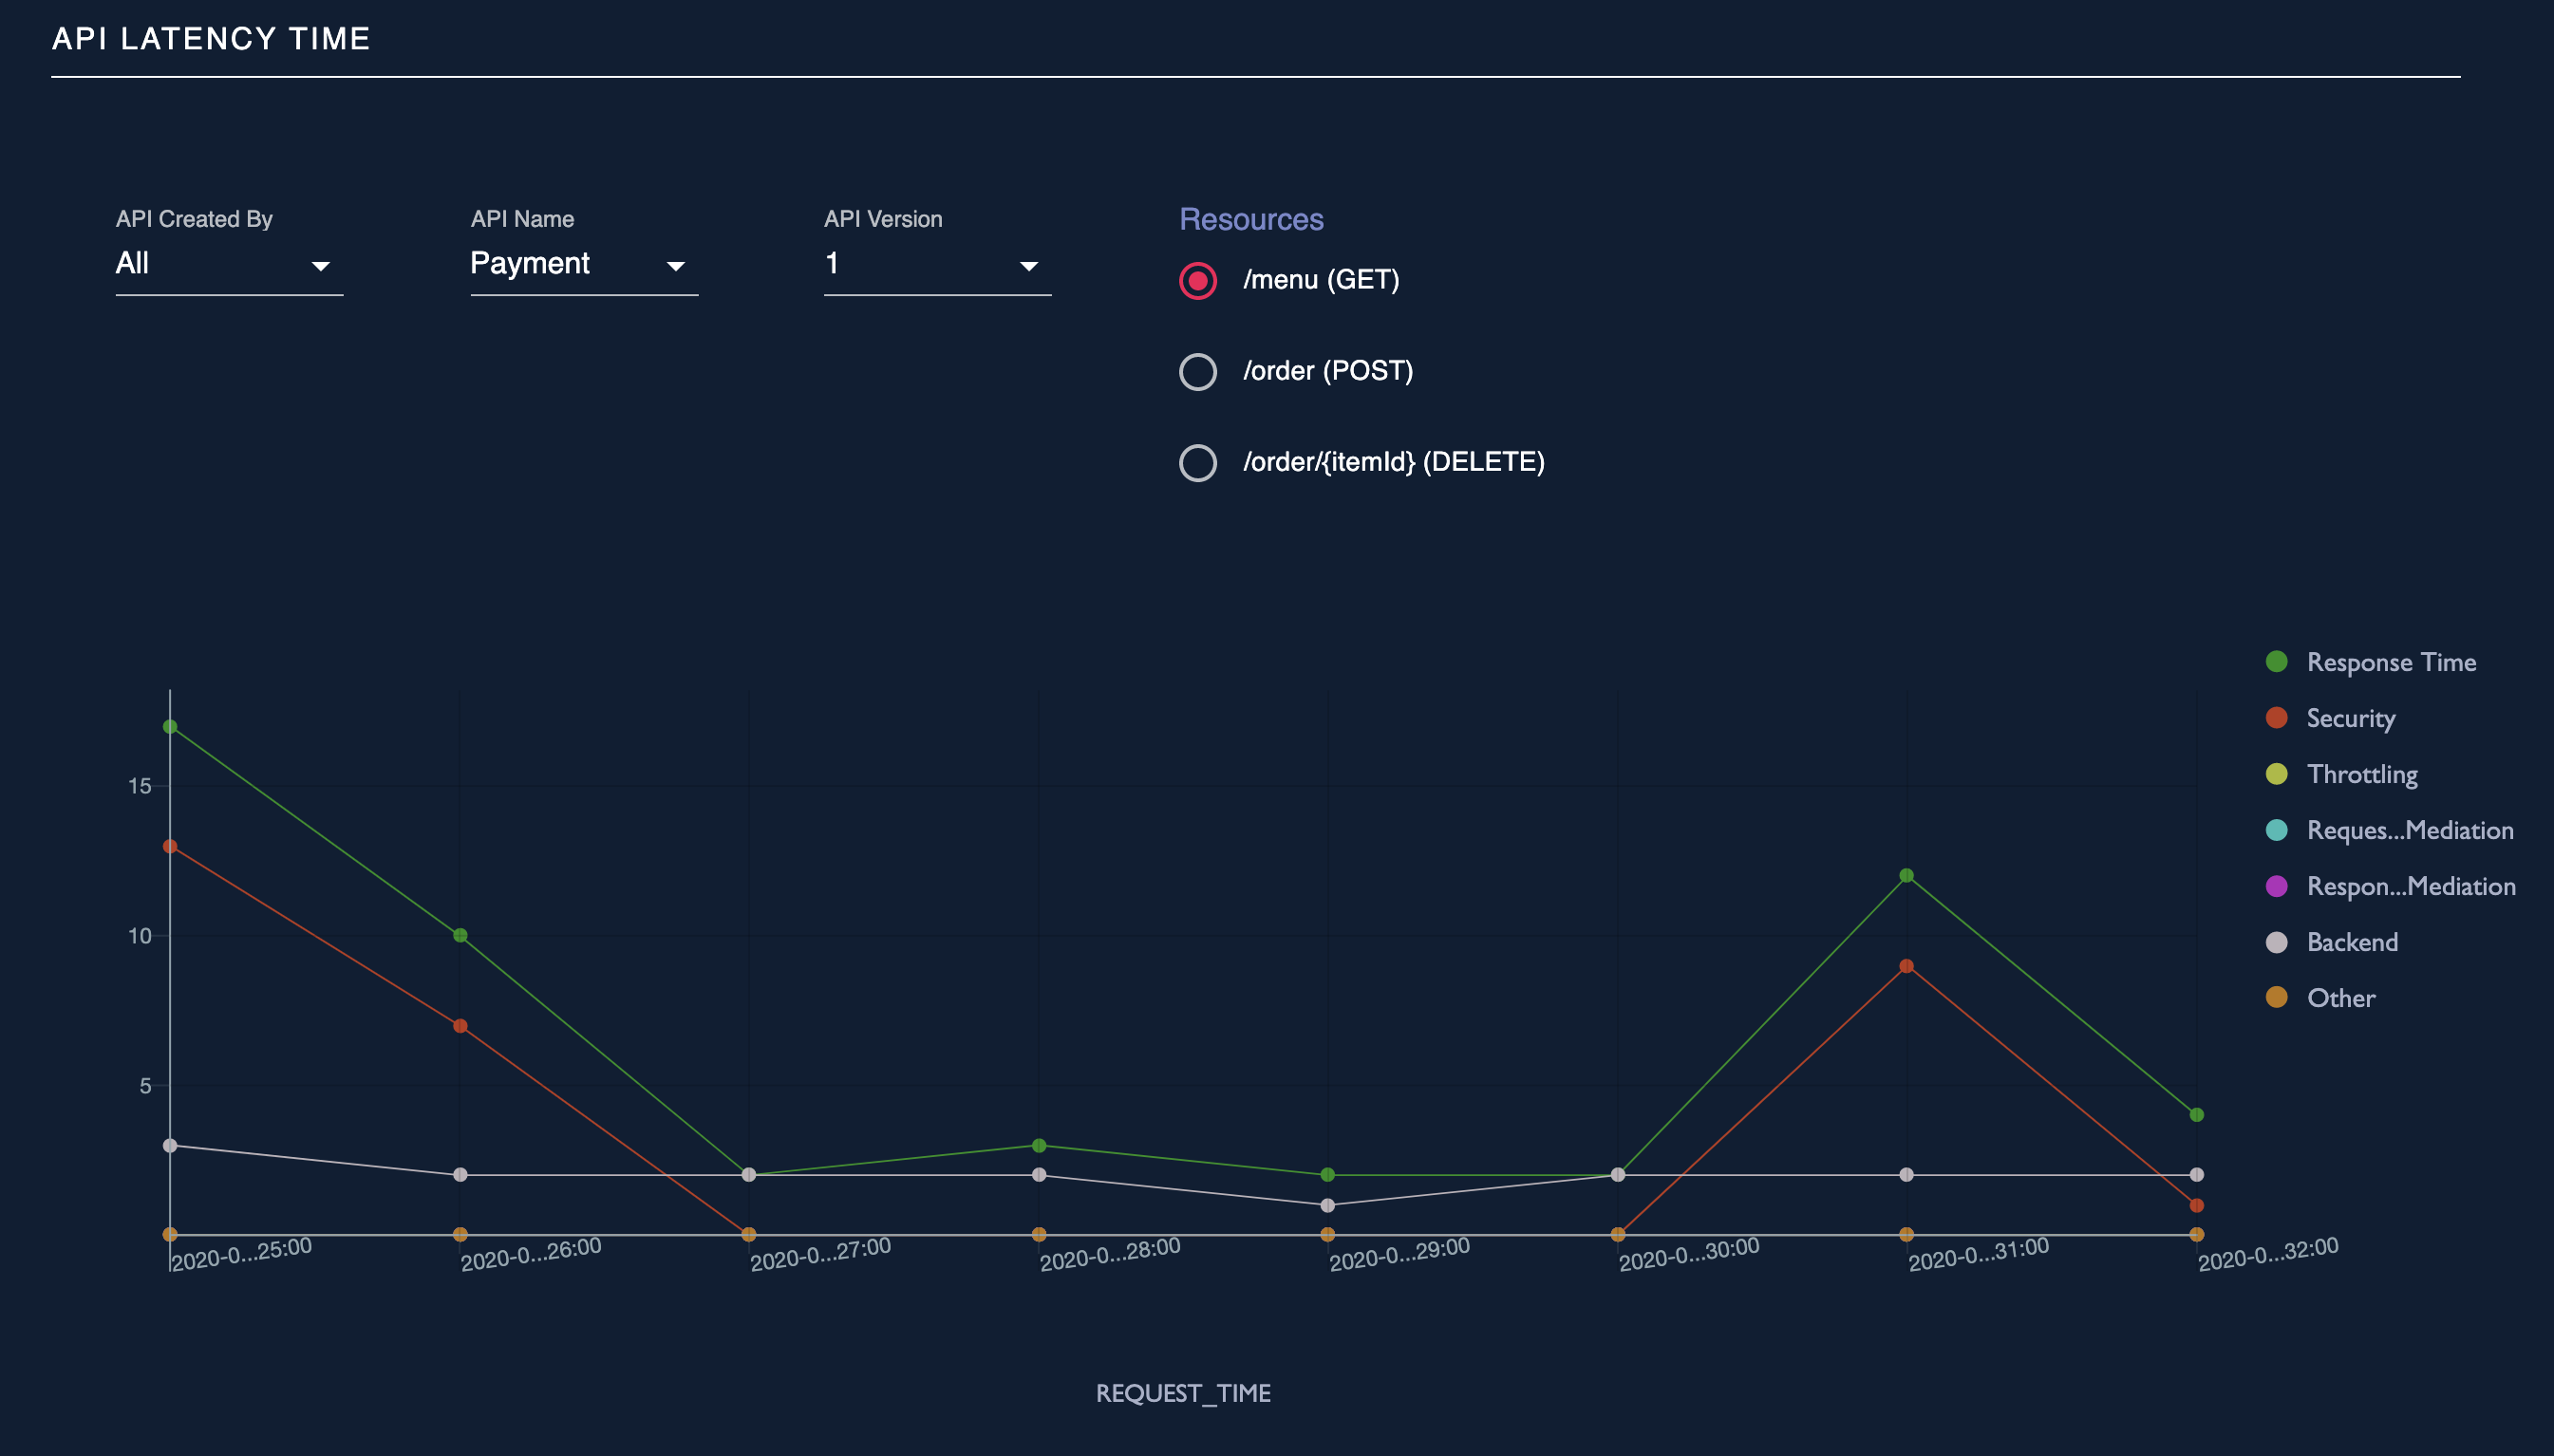 API LATENCY TIME
API Created By
All
API Name
Payment
API Version
1
Resources
/menu (GET)
/order (POST)
/order/{itemId} (DELETE)
15
10
5
2020-0...25:00
2020-0...26:00
2020-0...27:00
2020-0...28:00
2020-0...29:00
2020-0...30:00
2020-0...31:00
2020-0...32:00
REQUEST_TIME
Response Time
Security
Throttling
Reques...Mediation
Respon...Mediation
Backend
Other